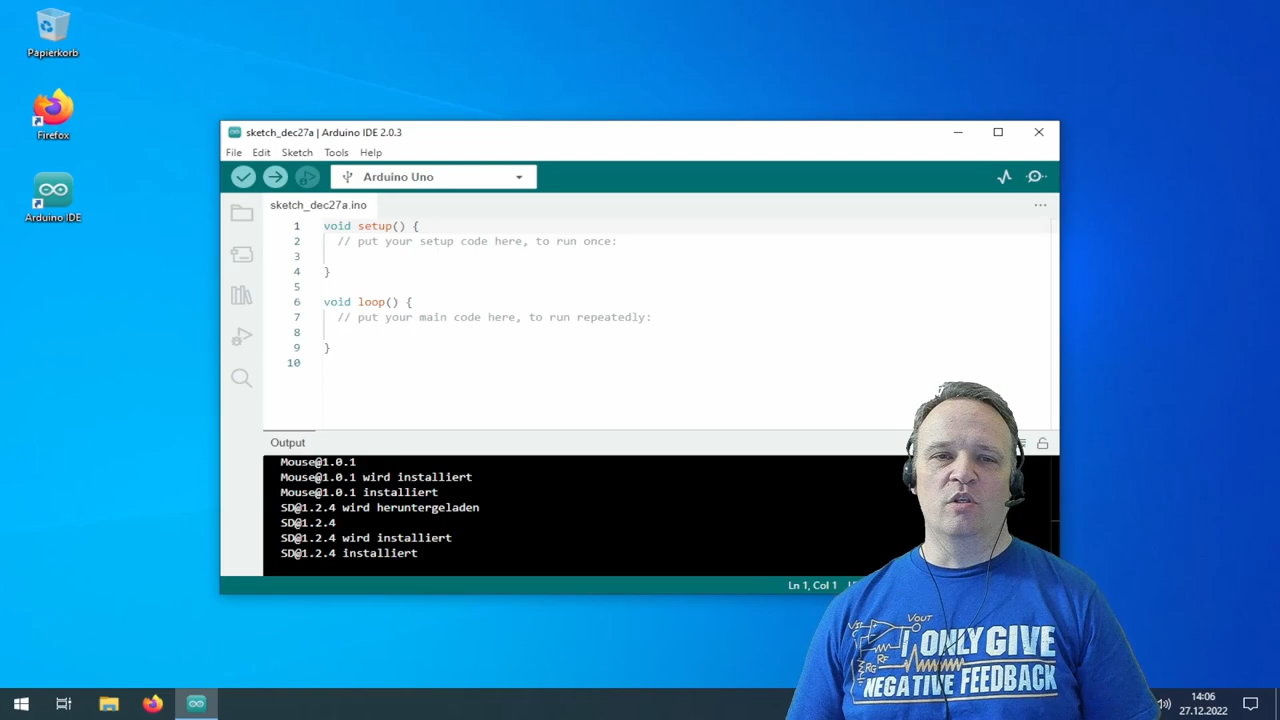 Papierkorb
Firefox
Arduino IDE
sketch_dec27a | Arduino IDE 2.0.3
File Edit Sketch Tools Help
Arduino Uno
sketch_dec27a.ino
1 void setup() {
2 // put your setup code here, to run once:
3
4 }
5
6 void loop() {
7 // put your main code here, to run repeatedly:
8
9 }
10
Output
Mouse@1.0.1
Mouse@1.0.1 wird installiert
Mouse@1.0.1 installiert
SD@1.2.4 wird heruntergeladen
SD@1.2.4
SD@1.2.4 wird installiert
SD@1.2.4 installiert
Ln 1, Col 1
VOUT
I ONLY GIVE
RF
RG
NEGATIVE FEEDBACK
14:06
27.12.2022